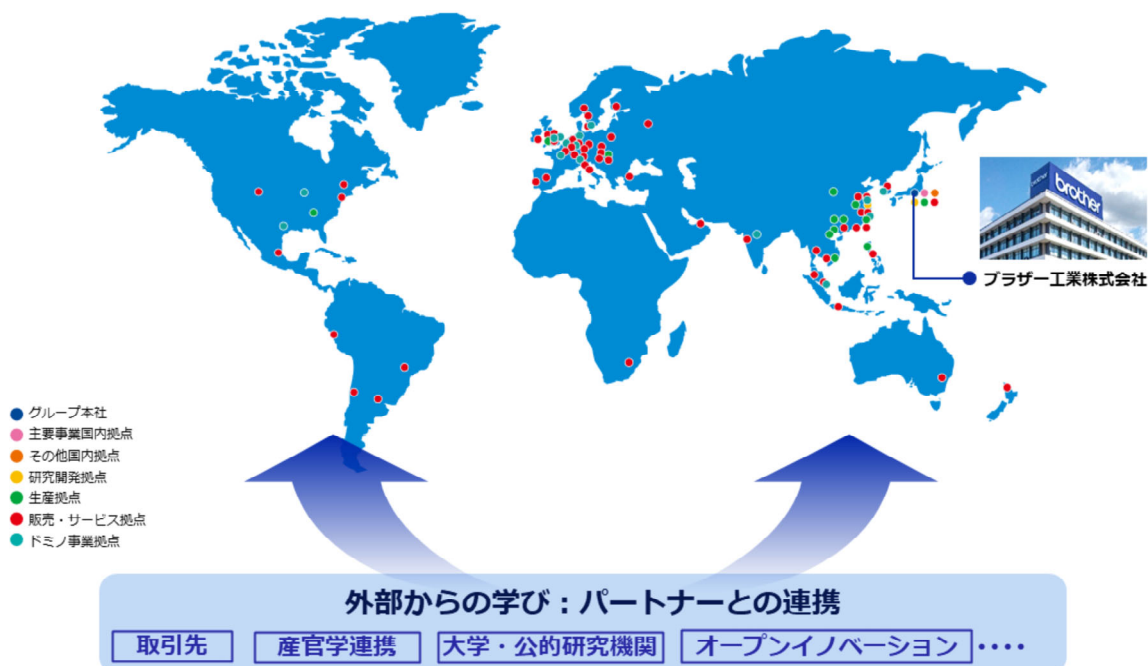 brother
brother
ブラザー工業株式会社
グループ本社
主要事業国内拠点
その他国内拠点
研究開発拠点
生産拠点
販売・サービス拠点
ドミノ事業拠点
外部からの学び：パートナーとの連携
取引先
産官学連携
大学・公的研究機関
オープンイノベーション
････